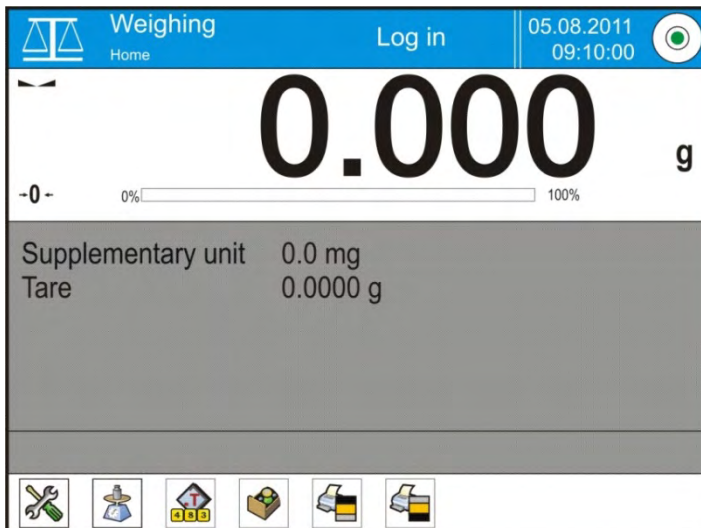 Weighing
Home
Log in
05.08.2011
09:10:00
0.000 g
→0←
0% 100%
Supplementary unit 0.0 mg
Tare 0.0000 g
T
483